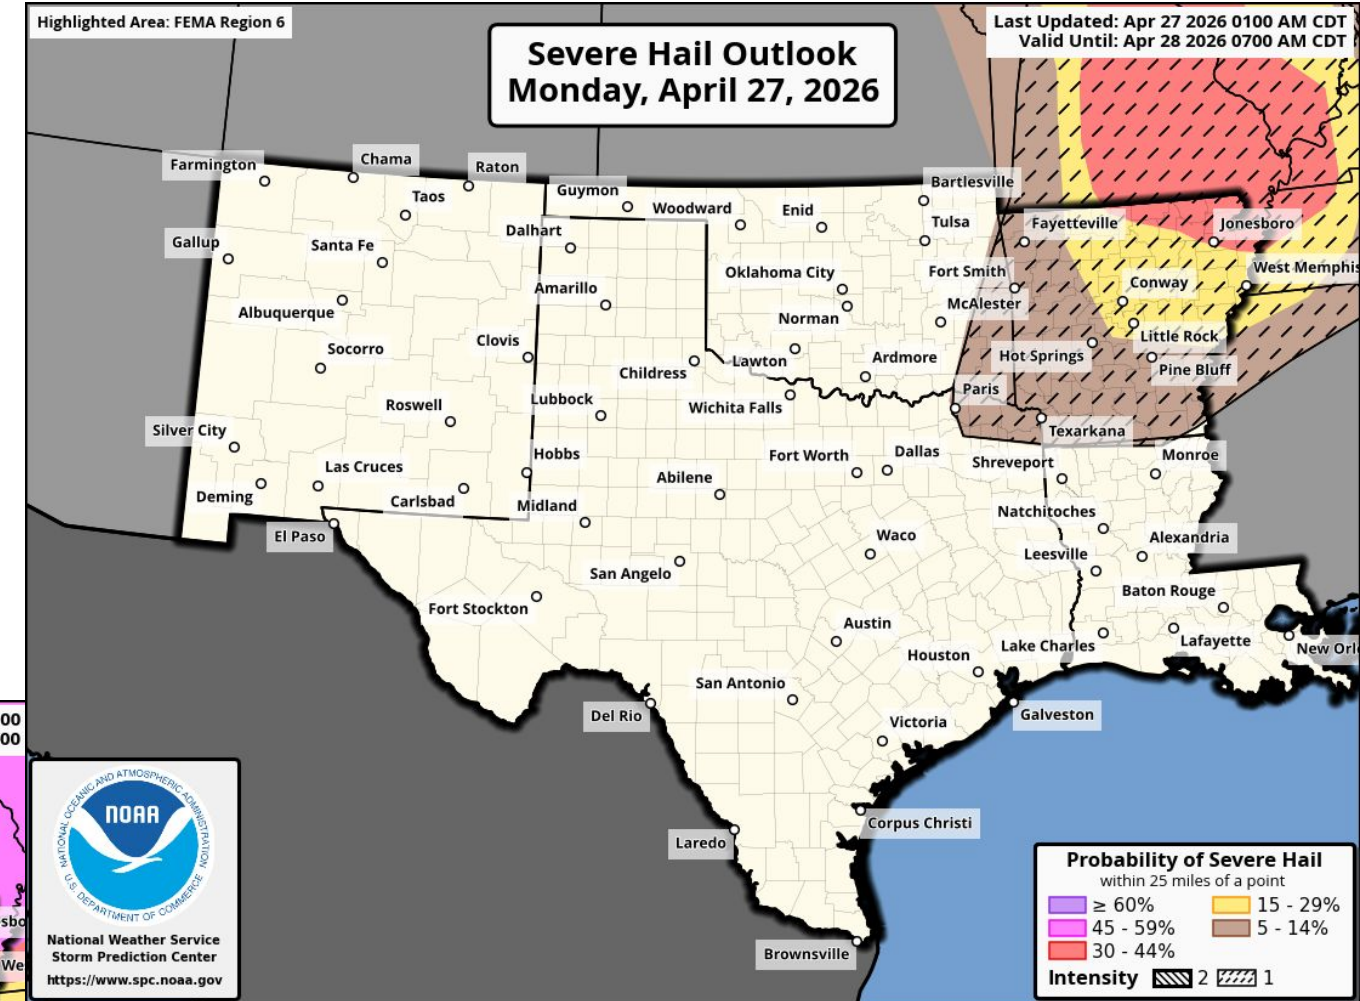 Highlighted Area: FEMA Region 6
Severe Hail Outlook
Monday, April 27, 2026
Last Updated: Apr 27 2026 0100 AM CDT
Valid Until: Apr 28 2026 0700 AM CDT
Farmington
Chama
Raton
Taos
Guymon
Woodward
Enid
Bartlesville
Gallup
Santa Fe
Dalhart
Tulsa
Fayetteville
Jonesboro
Albuquerque
Amarillo
Oklahoma City
Fort Smith
Conway
West Memphis
Norman
McAlester
Socorro
Clovis
Childress
Lawton
Ardmore
Hot Springs
Little Rock
Pine Bluff
Roswell
Lubbock
Wichita Falls
Paris
Texarkana
Silver City
Las Cruces
Hobbs
Abilene
Fort Worth
Dallas
Shreveport
Monroe
Deming
Carlsbad
Midland
Natchitoches
El Paso
San Angelo
Waco
Leesville
Alexandria
Fort Stockton
Austin
Baton Rouge
Houston
Lake Charles
Lafayette
New Orl
San Antonio
Del Rio
Victoria
Galveston
Laredo
Corpus Christi
Brownsville
00
00
sbo
We
NATIONAL OCEANIC AND ATMOSPHERIC ADMINISTRATION
NOAA
U.S. DEPARTMENT OF COMMERCE
National Weather Service
Storm Prediction Center
https://www.spc.noaa.gov
Probability of Severe Hail
within 25 miles of a point
≥ 60% 15 - 29%
45 - 59% 5 - 14%
30 - 44%
Intensity 2 1